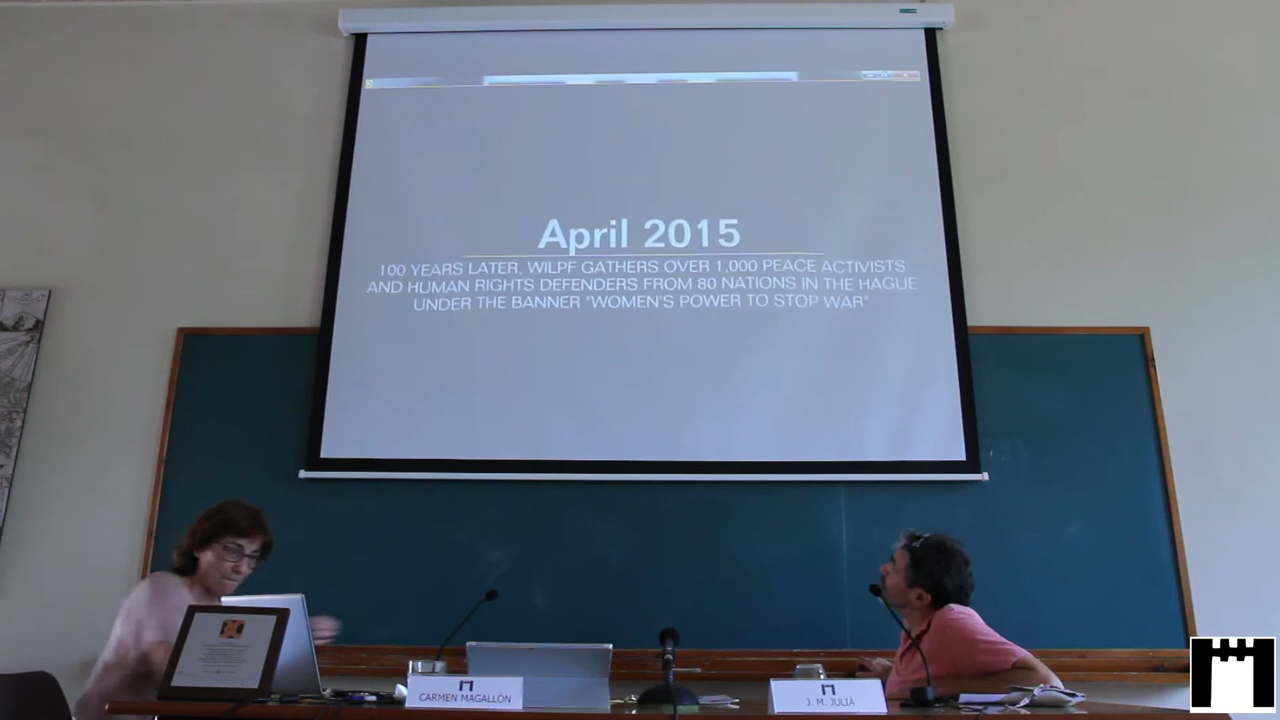 April 2015
100 YEARS LATER, WILPF GATHERS OVER 1,000 PEACE ACTIVISTS
AND HUMAN RIGHTS DEFENDERS FROM 80 NATIONS IN THE HAGUE
UNDER THE BANNER "WOMEN'S POWER TO STOP WAR"
CARMEN MAGALLÓN
J. M. JULIÀ